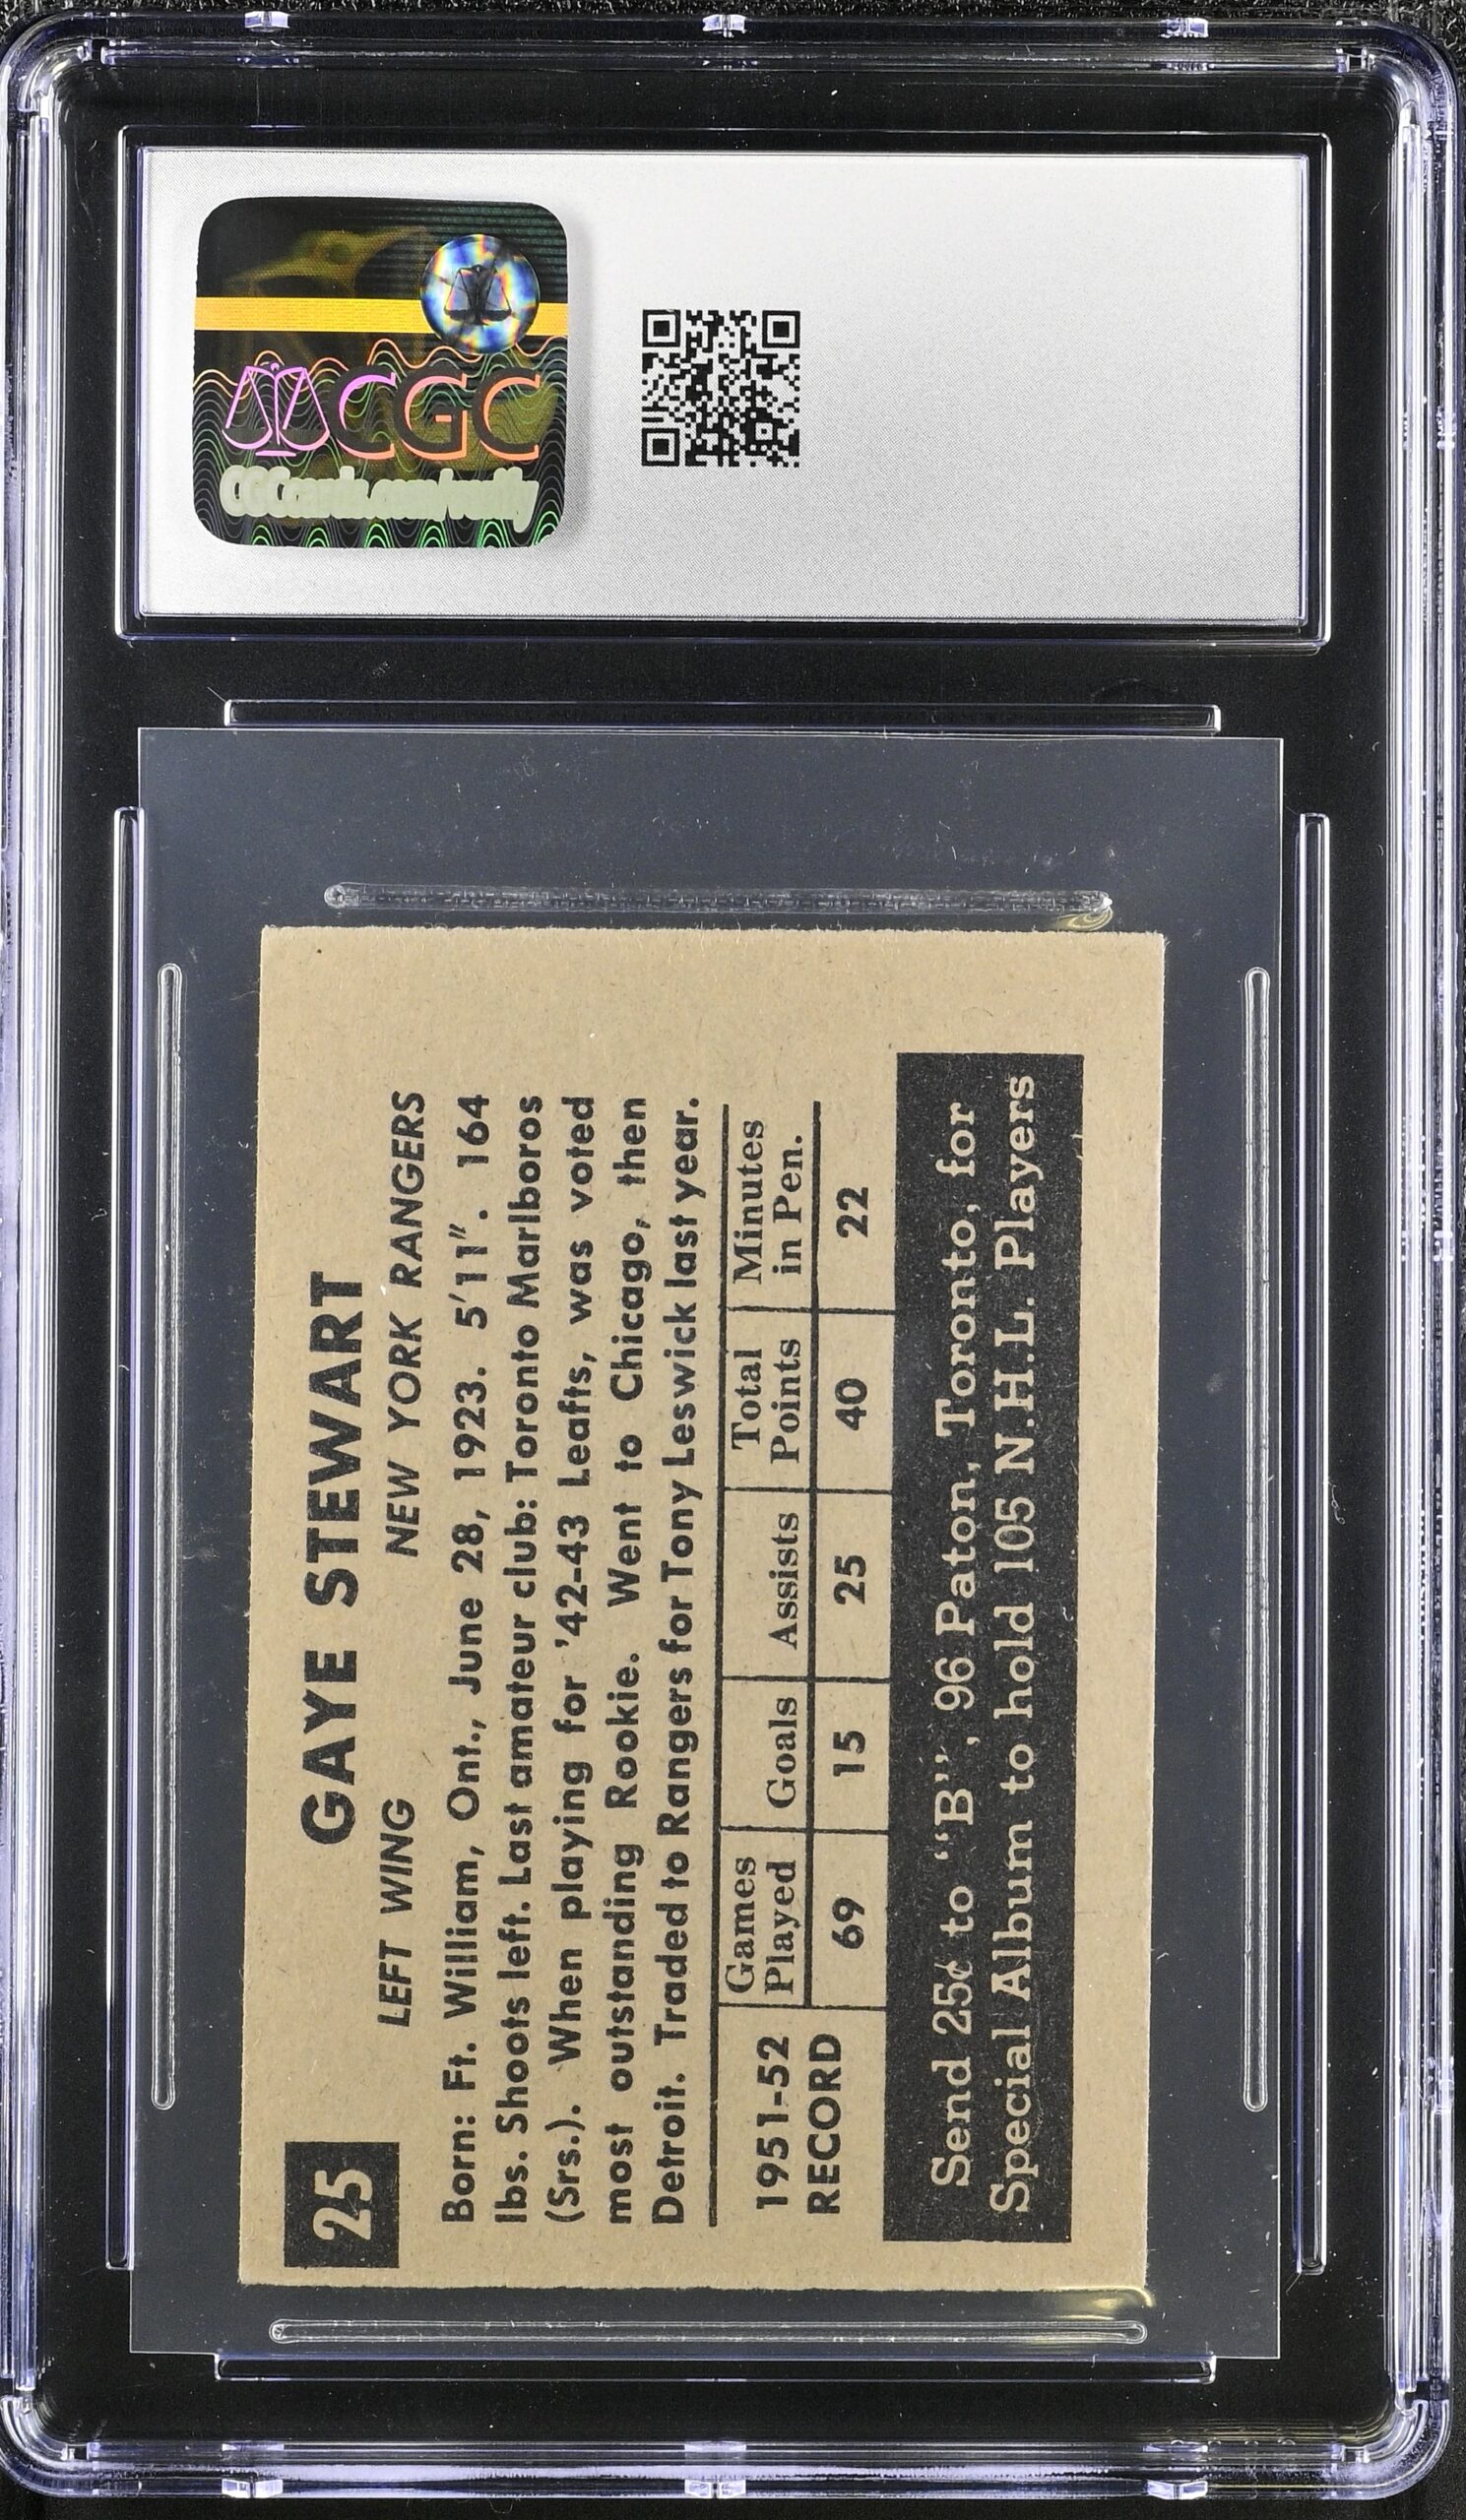 CGC
CGCcards.com/verify
25
GAYE STEWART
LEFT WING NEW YORK RANGERS
Born: Ft. William, Ont., June 28, 1923. 5'11". 164
lbs. Shoots left. Last amateur club: Toronto Marlboros
(Srs.). When playing for '42-43 Leafts, was voted
most outstanding Rookie. Went to Chicago, then
Detroit. Traded to Rangers for Tony Leswick last year.
1951-52 RECORD
Games Played Goals Assists Total Points Minutes in Pen.
69 15 25 40 22
Send 25¢ to "B", 96 Paton, Toronto, for
Special Album to hold 105 N.H.L. Players